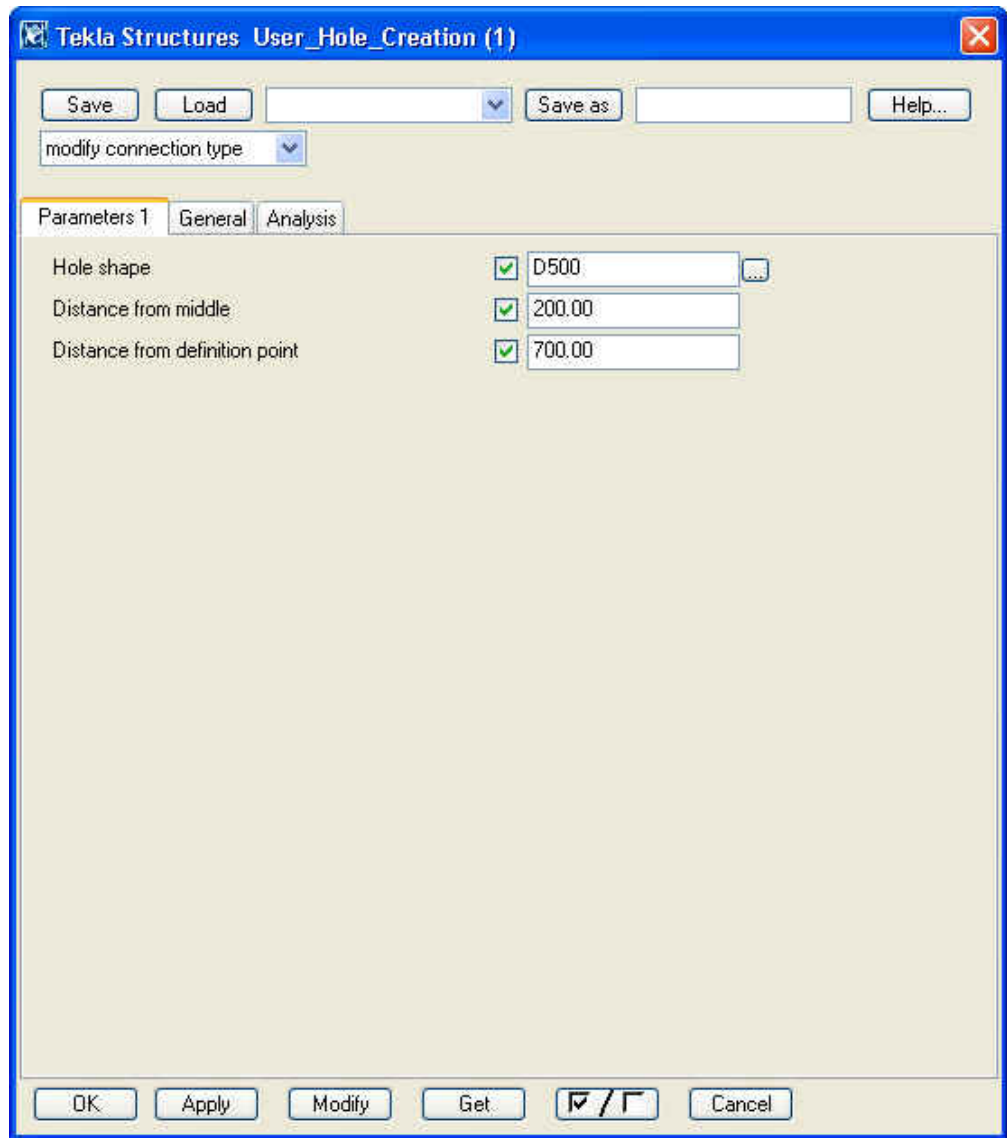 Tekla Structures User_Hole_Creation (1)
Save Load Save as Help...
modify connection type
Parameters 1 General Analysis
Hole shape D500 ...
Distance from middle 200.00
Distance from definition point 700.00
OK Apply Modify Get / Cancel